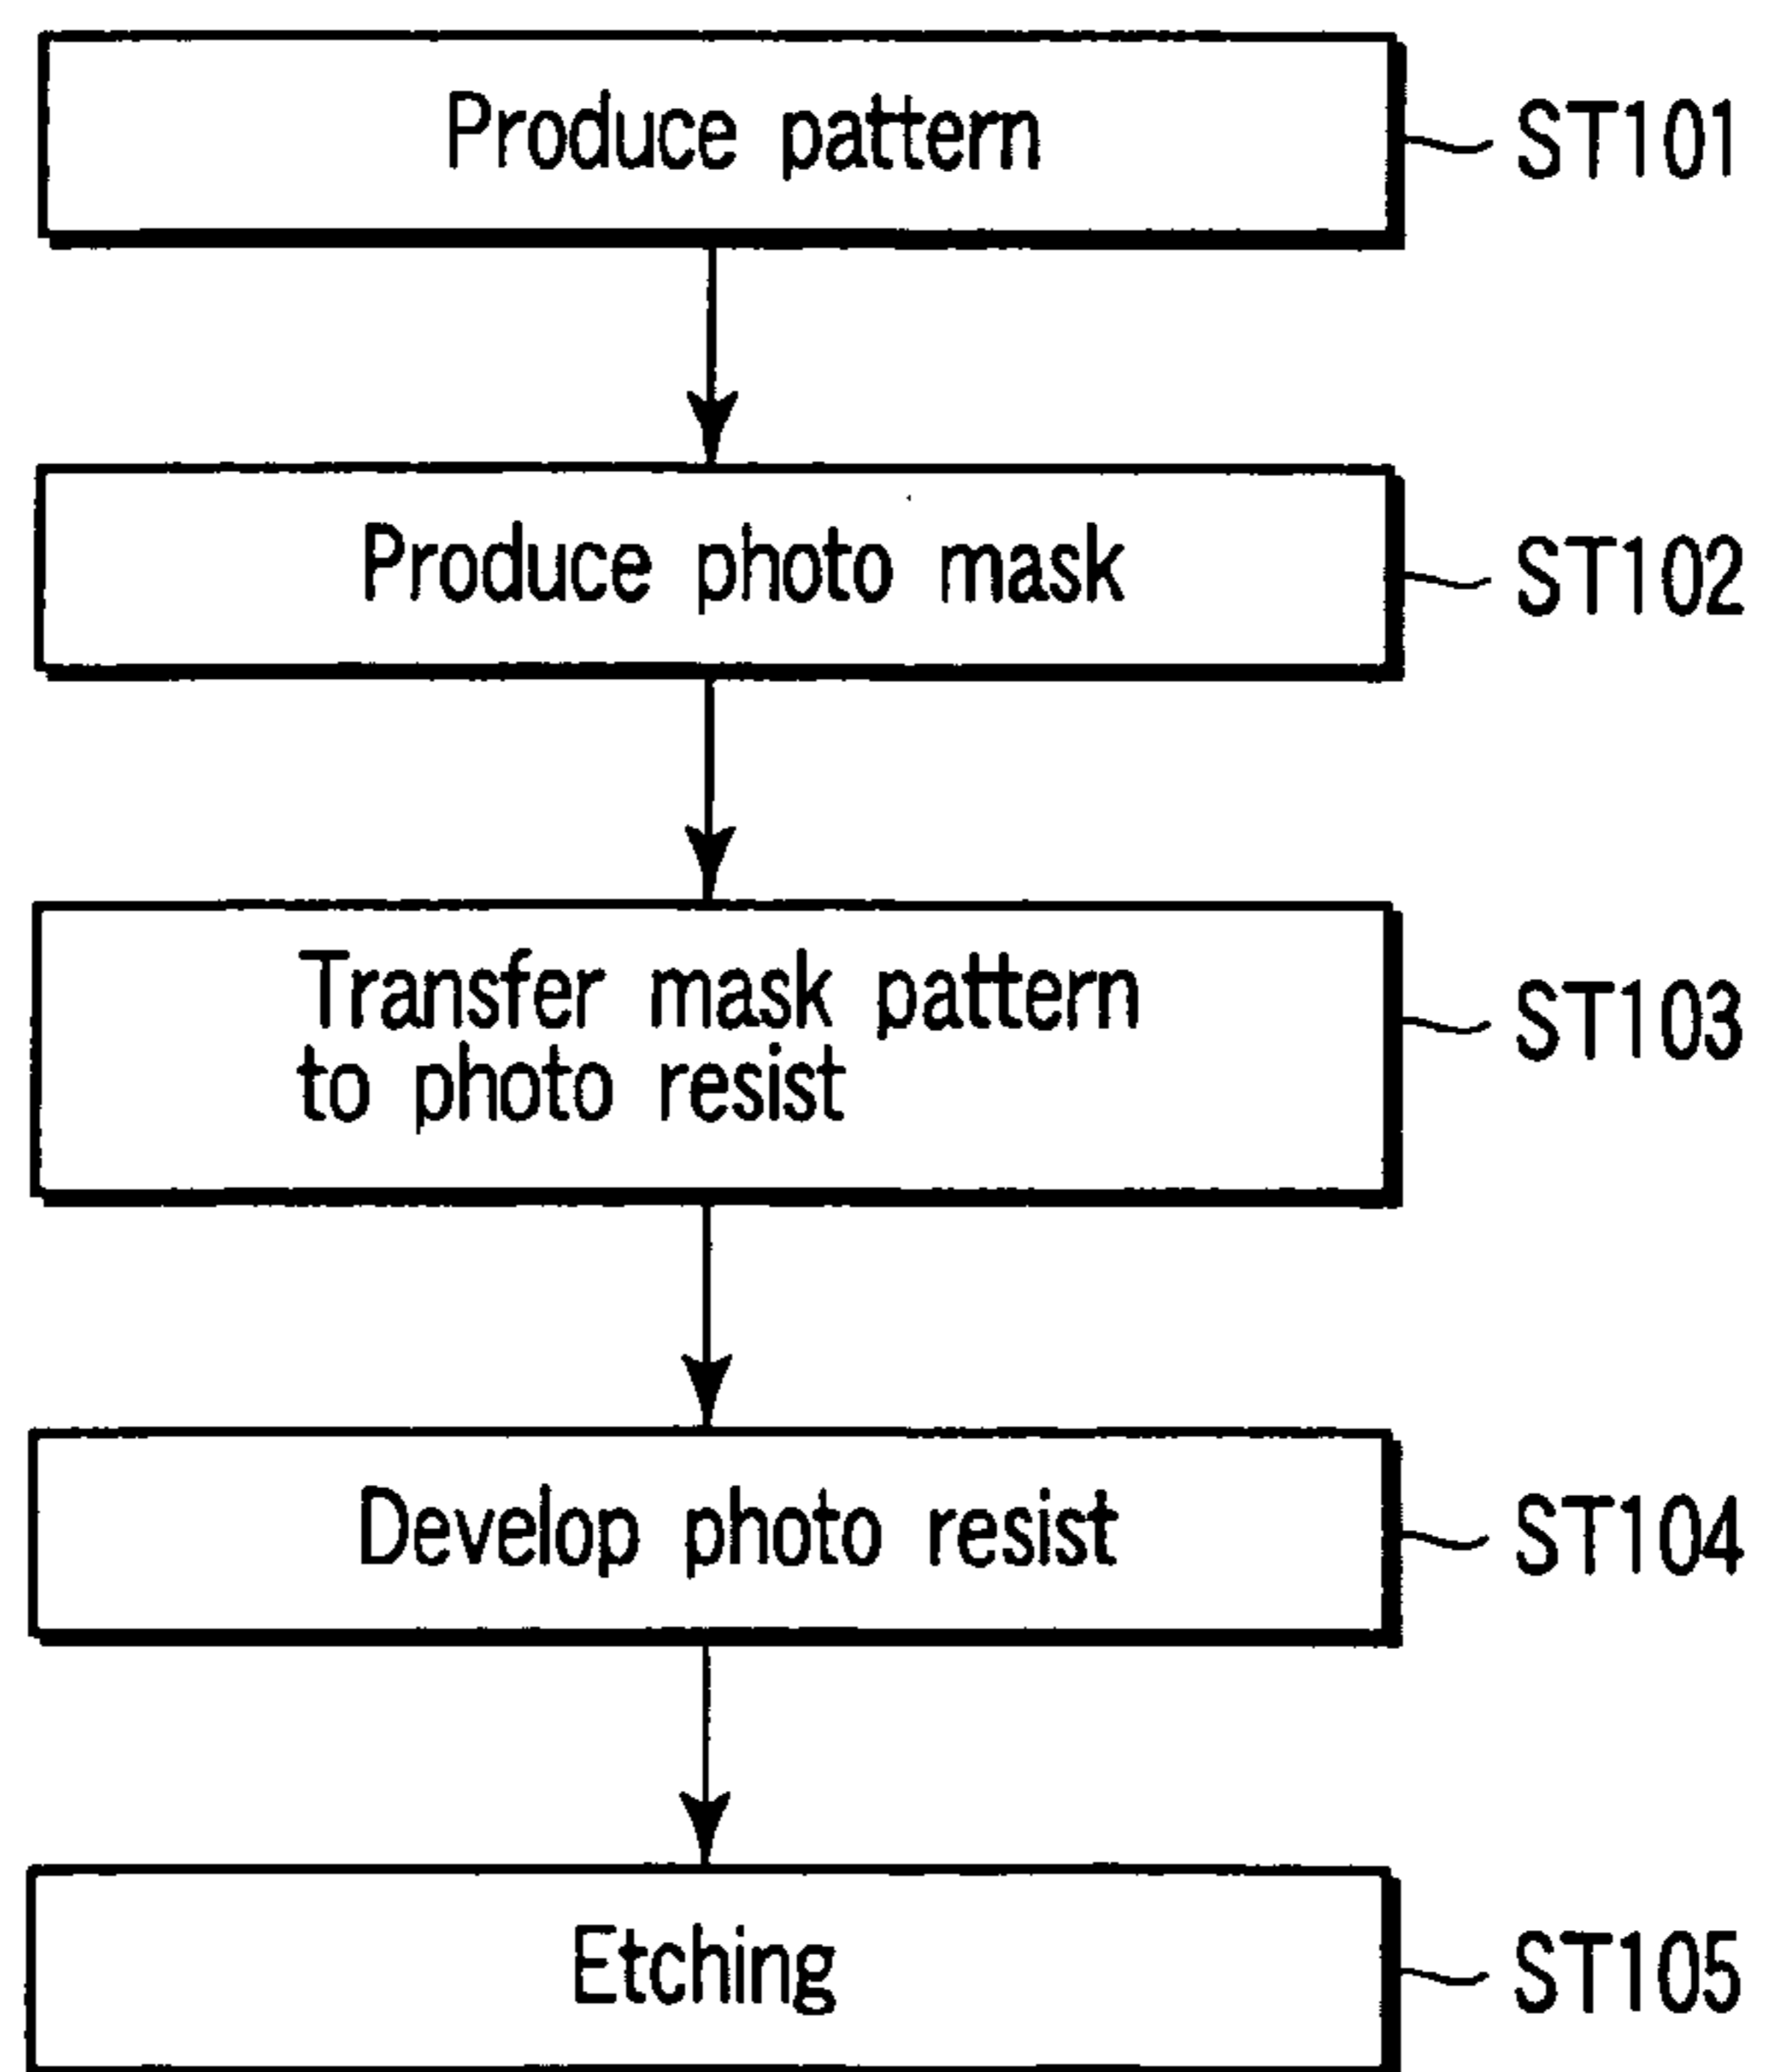 Produce pattern
ST101
Produce photo mask
ST102
Transfer mask pattern
to photo resist
ST103
Develop photo resist
ST104
Etching
ST105